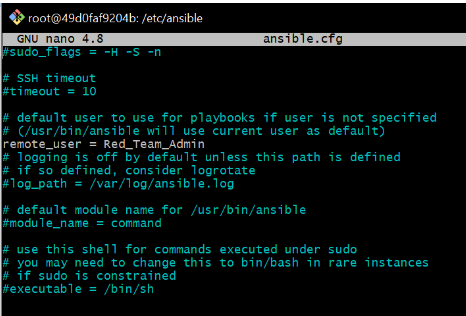 root@49d0faf9204b: /etc/ansible
GNU nano 4.8 ansible.cfg
#sudo_flags = -H -S -n
# SSH timeout
#timeout = 10
# default user to use for playbooks if user is not specified
# (/usr/bin/ansible will use current user as default)
remote_user = Red_Team_Admin
# logging is off by default unless this path is defined
# if so defined, consider logrotate
#log_path = /var/log/ansible.log
# default module name for /usr/bin/ansible
#module_name = command
# use this shell for commands executed under sudo
# you may need to change this to bin/bash in rare instances
# if sudo is constrained
#executable = /bin/sh